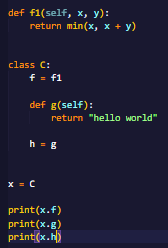 def f1(self, x, y):
    return min(x, x + y)
class C:
    f = f1
    def g(self):
        return "hello world"
    h = g
x = C
print(x.f)
print(x.g)
print(x.h)